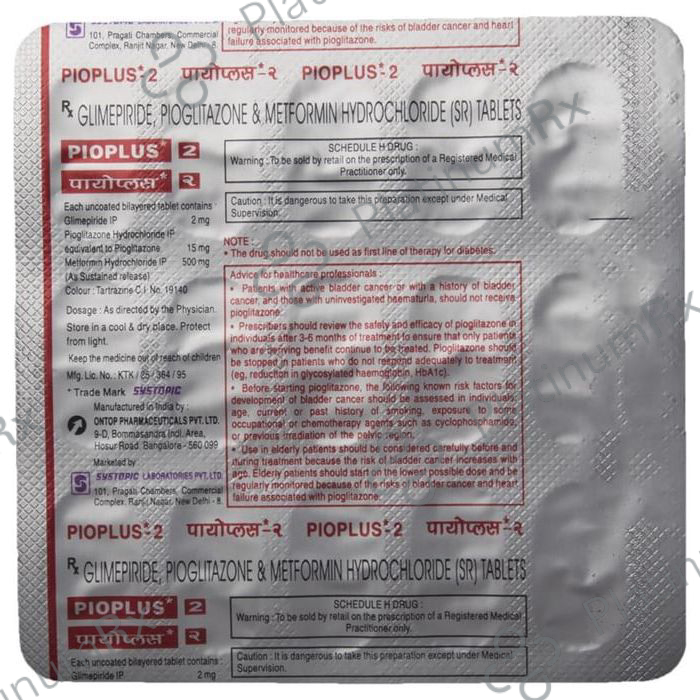 SYSTOPIC LABORATORIES PVT. LTD.
101, Pragati Chambers, Commercial
Complex, Ranjit Nagar, New Delhi - 8.
regularly monitored because of the risks of bladder cancer and heart
failure associated with pioglitazone.
PIOPLUS*-2 पायोप्लस*-२ PIOPLUS*-2 पायोप्लस*-२
Rx GLIMEPIRIDE, PIOGLITAZONE & METFORMIN HYDROCHLORIDE (SR) TABLETS
PIOPLUS* 2
पायोप्लस* २
Each uncoated bilayered tablet contains :
Glimepiride IP 2 mg
Pioglitazone Hydrochloride IP
equivalent to Pioglitazone 15 mg
Metformin Hydrochloride IP 500 mg
(As Sustained release)
Colour : Tartrazine C.I. No. 19140
Dosage : As directed by the Physician.
Store in a cool & dry place. Protect
from light.
Keep the medicine out of reach of children
Mfg. Lic. No.: KTK / 25 / 364 / 95
* Trade Mark SYSTOPIC
Manufactured in India by :
ONTOP PHARMACEUTICALS PVT. LTD.
9-D, Bommasandra Indl. Area,
Hosur Road, Bangalore - 560 099
Marketed by :
SYSTOPIC LABORATORIES PVT. LTD.
101, Pragati Chambers, Commercial
Complex, Ranjit Nagar, New Delhi - 8.
SCHEDULE H DRUG :
Warning : To be sold by retail on the prescription of a Registered Medical
Practitioner only.
Caution : It is dangerous to take this preparation except under Medical
Supervision.
NOTE :
• The drug should not be used as first line of therapy for diabetes.
Advice for healthcare professionals :
• Patients with active bladder cancer or with a history of bladder
cancer, and those with uninvestigated haematuria, should not receive
pioglitazone.
• Prescribers should review the safety and efficacy of pioglitazone in
individuals after 3-6 months of treatment to ensure that only patients
who are deriving benefit continue to be treated. Pioglitazone should
be stopped in patients who do not respond adequately to treatment
(eg, reduction in glycosylated haemoglobin, HbA1c).
• Before starting pioglitazone, the following known risk factors for
development of bladder cancer should be assessed in individuals:
age, current or past history of smoking, exposure to some
occupational or chemotherapy agents such as cyclophosphamide,
or previous irradiation of the pelvic region.
• Use in elderly patients should be considered carefully before and
during treatment because the risk of bladder cancer increases with
age. Elderly patients should start on the lowest possible dose and be
regularly monitored because of the risks of bladder cancer and heart
failure associated with pioglitazone.
PIOPLUS*-2 पायोप्लस*-२ PIOPLUS*-2 पायोप्लस*-२
Rx GLIMEPIRIDE, PIOGLITAZONE & METFORMIN HYDROCHLORIDE (SR) TABLETS
PIOPLUS* 2
पायोप्लस* २
Each uncoated bilayered tablet contains :
Glimepiride IP 2 mg
SCHEDULE H DRUG :
Warning : To be sold by retail on the prescription of a Registered Medical
Practitioner only.
Caution : It is dangerous to take this preparation except under Medical
Supervision.
PlatinumRx